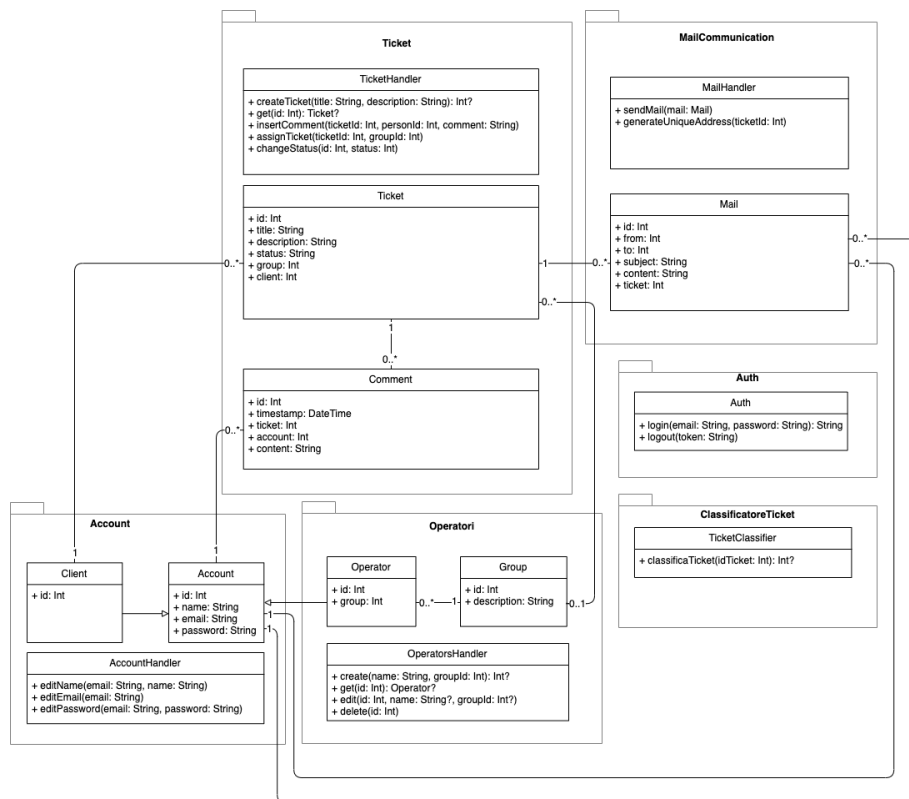 Ticket
TicketHandler
+ createTicket(title: String, description: String): Int?
+ get(id: Int): Ticket?
+ insertComment(ticketId: Int, personId: Int, comment: String)
+ assignTicket(ticketId: Int, groupId: Int)
+ changeStatus(id: Int, status: Int)
Ticket
+ id: Int
+ title: String
+ description: String
+ status: String
+ group: Int
+ client: Int
0..*
1
0..*
1
0..*
Comment
+ id: Int
+ timestamp: DateTime
+ ticket: Int
+ account: Int
+ content: String
0..*
MailCommunication
MailHandler
+ sendMail(mail: Mail)
+ generateUniqueAddress(ticketId: Int)
Mail
+ id: Int
+ from: Int
+ to: Int
+ subject: String
+ content: String
+ ticket: Int
0..*
0..*
0..*
Auth
Auth
+ login(email: String, password: String): String
+ logout(token: String)
ClassificatoreTicket
TicketClassifier
+ classificaTicket(idTicket: Int): Int?
Account
1
1
Client
+ id: Int
Account
+ id: Int
+ name: String
+ email: String
+ password: String
1
1
AccountHandler
+ editName(email: String, name: String)
+ editEmail(email: String)
+ editPassword(email: String, password: String)
Operatori
Operator
+ id: Int
+ group: Int
0..*
1
Group
+ id: Int
+ description: String
0..1
OperatorsHandler
+ create(name: String, groupId: Int): Int?
+ get(id: Int): Operator?
+ edit(id: Int, name: String?, groupId: Int?)
+ delete(id: Int)